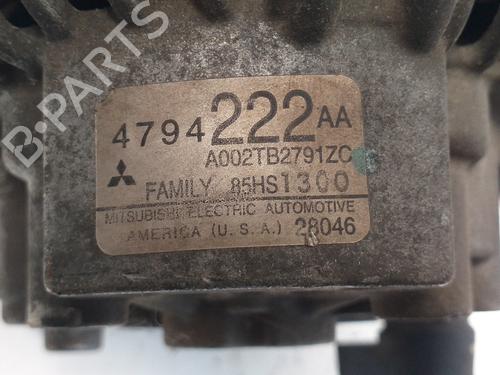 4794222AA
A002TB2791ZC
FAMILY 85HS1300
MITSUBISHI ELECTRIC AUTOMOTIVE
AMERICA (U.S.A.) 28046
B-PARTS